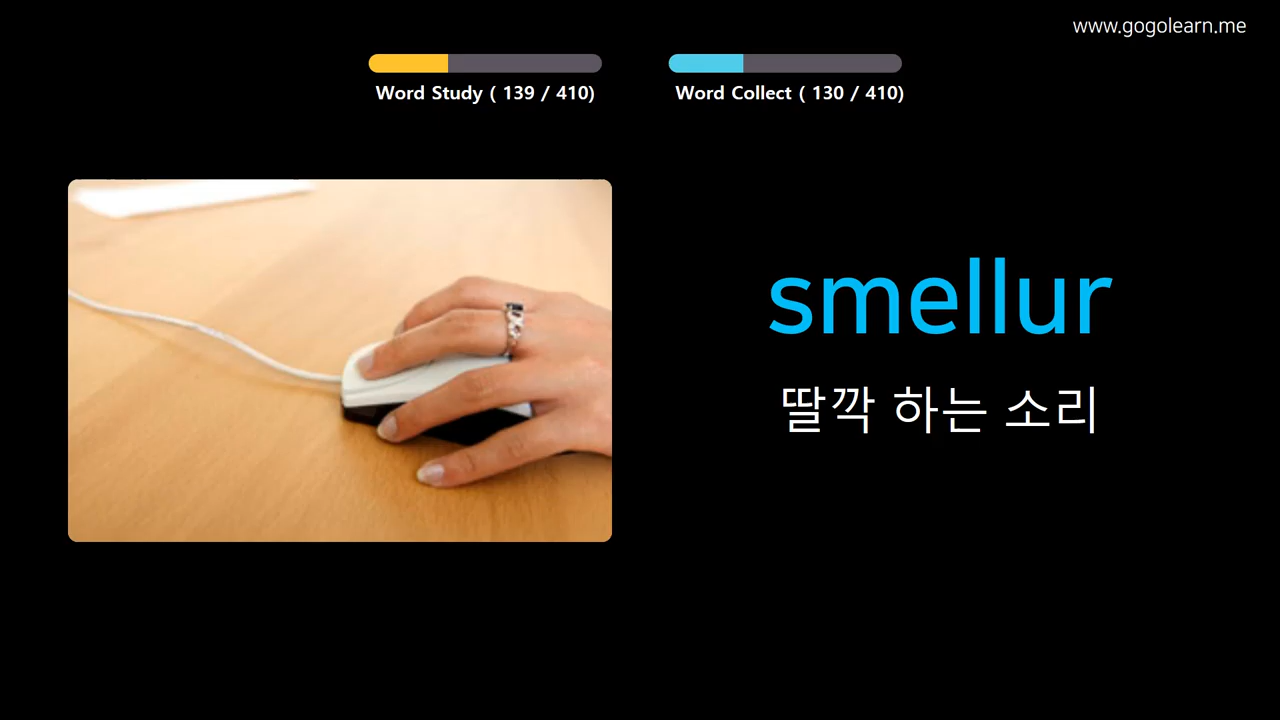 www.gogolearn.me
Word Study ( 139 / 410)
Word Collect ( 130 / 410)
smellur
딸깍 하는 소리